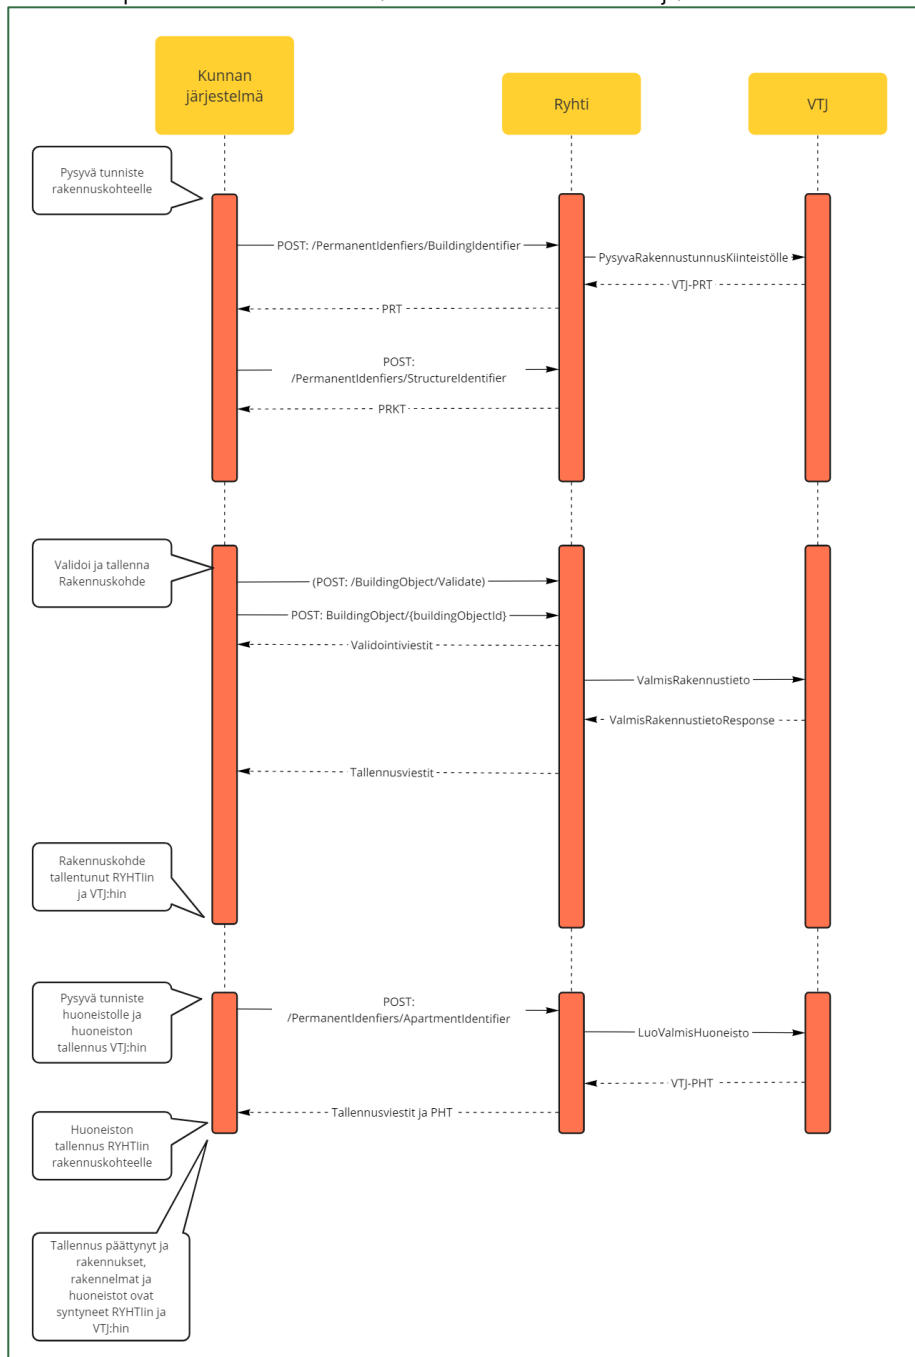 Kunnan
järjestelmä
Ryhti
VTJ
Pysyvä tunniste
rakennuskohteelle
POST: /PermanentIdenfiers/BuildingIdentifier
PysyvaRakennustunnusKiinteistölle
VTJ-PRT
PRT
POST:
/PermanentIdenfiers/StructureIdentifier
PRKT
Validoi ja tallenna
Rakennuskohde
(POST: /BuildingObject/Validate)
POST: BuildingObject/{buildingObjectId}
Validointiviestit
ValmisRakennustieto
ValmisRakennustietoResponse
Tallennusviestit
Rakennuskohde
tallentunut RYHTIin
ja VTJ:hin
Pysyvä tunniste
huoneistolle ja
huoneiston
tallennus VTJ:hin
POST:
/PermanentIdenfiers/ApartmentIdentifier
LuoValmisHuoneisto
VTJ-PHT
Tallennusviestit ja PHT
Huoneiston
tallennus RYHTIin
rakennuskohteelle
Tallennus päättynyt ja
rakennukset,
rakennelmat ja
huoneistot ovat
syntyneet RYHTIin ja
VTJ:hin